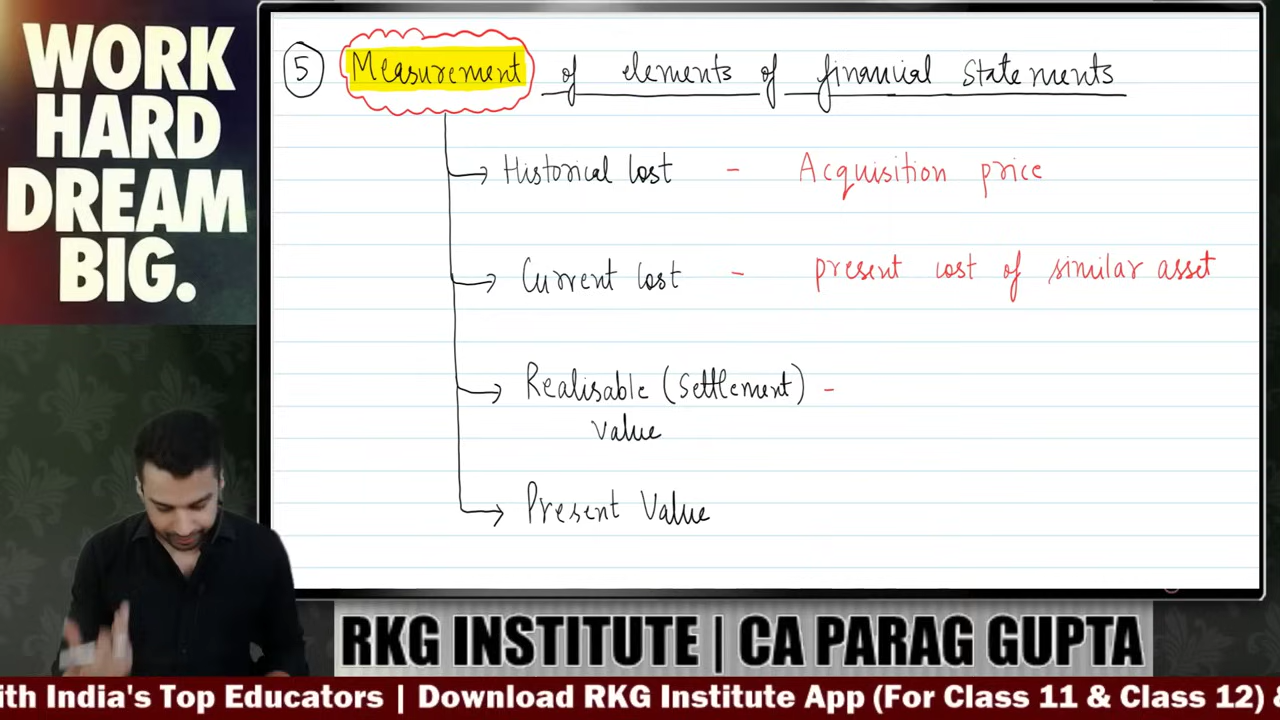 WORK
HARD
DREAM
BIG.
5 Measurement of elements of financial statements
Historical Cost - Acquisition price
Current Cost - present cost of similar asset
Realisable (Settlement) -
Value
Present Value
RKG INSTITUTE | CA PARAG GUPTA
ith India's Top Educators | Download RKG Institute App (For Class 11 & Class 12) &